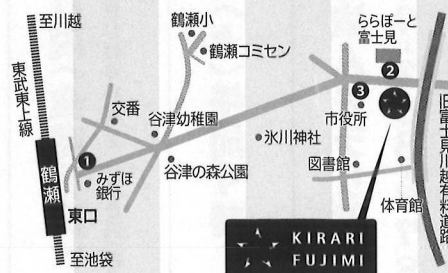 至川越
鶴瀬小
鶴瀬コミセン
ららぽーと
富士見
❷
❸
市役所
東武東上線
交番
谷津幼稚園
氷川神社
❶
みずほ
銀行
谷津の森公園
図書館
鶴瀬
東口
体育館
旧富士見川越有料道路
至池袋
KIRARI
FUJIMI